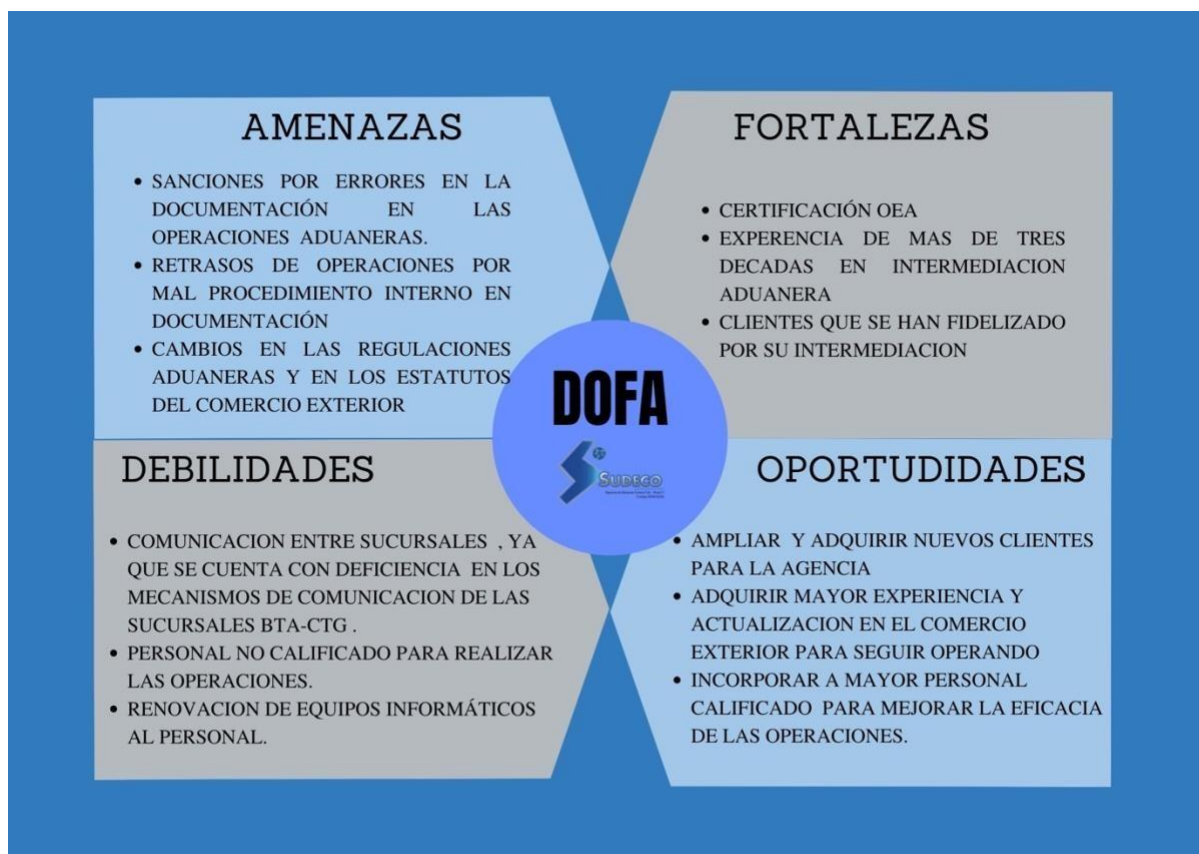 AMENAZAS
• SANCIONES POR ERRORES EN LA
DOCUMENTACIÓN EN LAS
OPERACIONES ADUANERAS.
• RETRASOS DE OPERACIONES POR
MAL PROCEDIMIENTO INTERNO EN
DOCUMENTACIÓN
• CAMBIOS EN LAS REGULACIONES
ADUANERAS Y EN LOS ESTATUTOS
DEL COMERCIO EXTERIOR
FORTALEZAS
• CERTIFICACIÓN OEA
• EXPERENCIA DE MAS DE TRES
DECADAS EN INTERMEDIACION
ADUANERA
• CLIENTES QUE SE HAN FIDELIZADO
POR SU INTERMEDIACION
DOFA
SUDECO
DEBILIDADES
• COMUNICACION ENTRE SUCURSALES , YA
QUE SE CUENTA CON DEFICIENCIA EN LOS
MECANISMOS DE COMUNICACION DE LAS
SUCURSALES BTA-CTG .
• PERSONAL NO CALIFICADO PARA REALIZAR
LAS OPERACIONES.
• RENOVACION DE EQUIPOS INFORMÁTICOS
AL PERSONAL.
OPORTUDIDADES
• AMPLIAR Y ADQUIRIR NUEVOS CLIENTES
PARA LA AGENCIA
• ADQUIRIR MAYOR EXPERIENCIA Y
ACTUALIZACION EN EL COMERCIO
EXTERIOR PARA SEGUIR OPERANDO
• INCORPORAR A MAYOR PERSONAL
CALIFICADO PARA MEJORAR LA EFICACIA
DE LAS OPERACIONES.